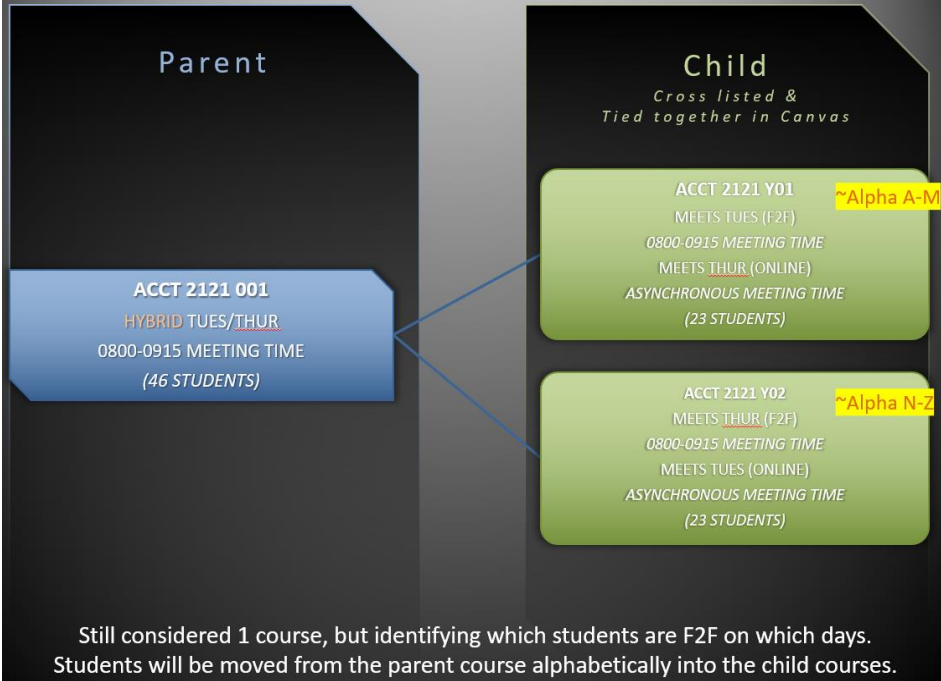 Parent
ACCT 2121 001
HYBRID TUES/THUR
0800-0915 MEETING TIME
(46 STUDENTS)
Child
Cross listed &
Tied together in Canvas
ACCT 2121 Y01
~Alpha A-M
MEETS TUES (F2F)
0800-0915 MEETING TIME
MEETS THUR (ONLINE)
ASYNCHRONOUS MEETING TIME
(23 STUDENTS)
ACCT 2121 Y02
~Alpha N-Z
MEETS THUR (F2F)
0800-0915 MEETING TIME
MEETS TUES (ONLINE)
ASYNCHRONOUS MEETING TIME
(23 STUDENTS)
Still considered 1 course, but identifying which students are F2F on which days.
Students will be moved from the parent course alphabetically into the child courses.